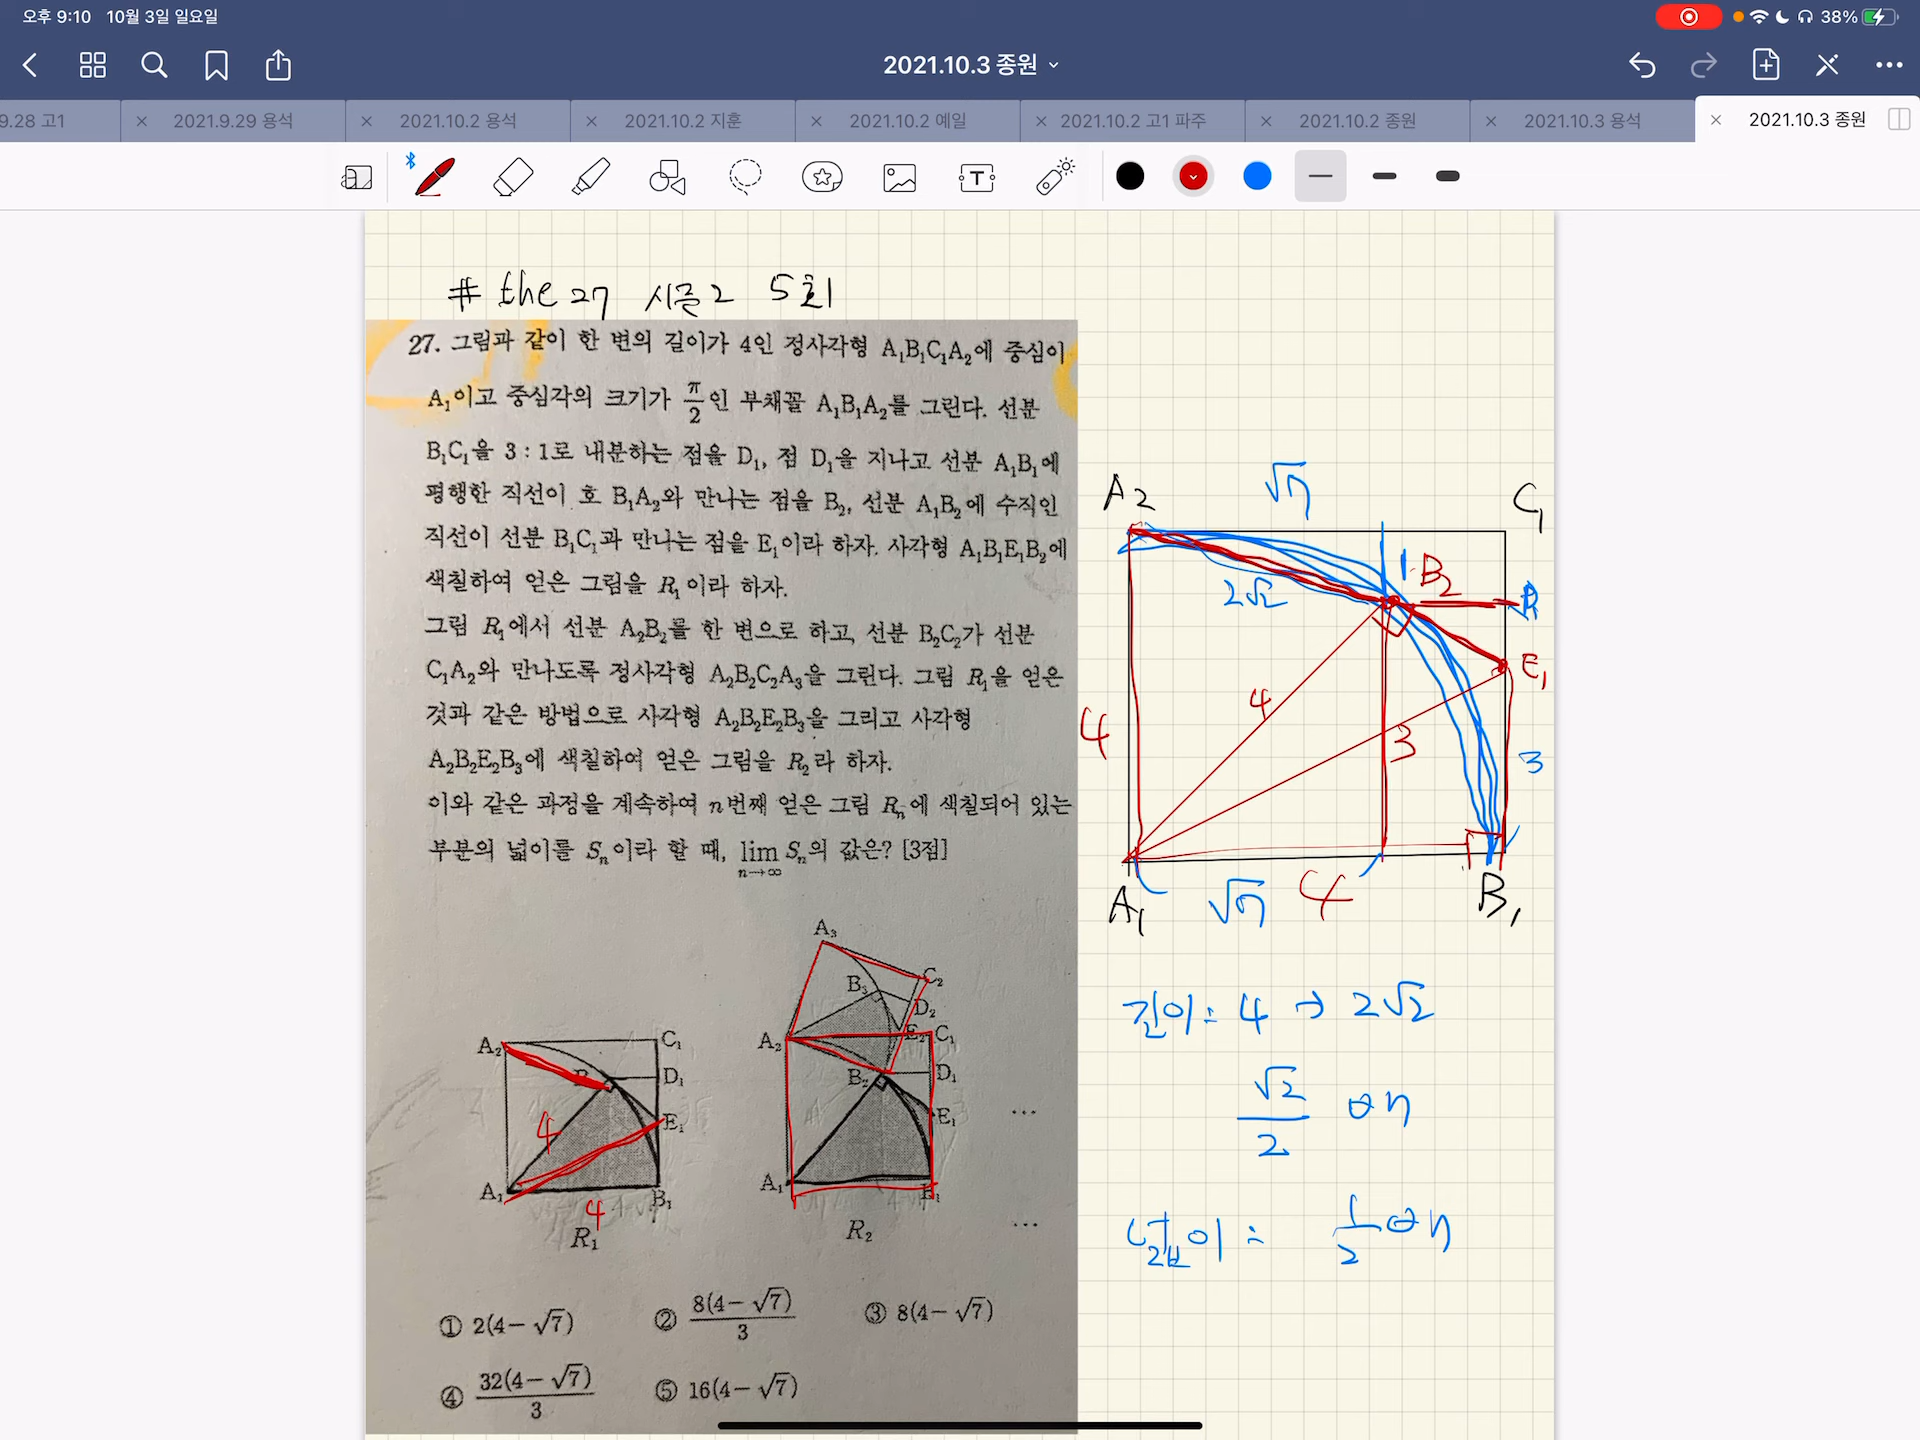 오후 9:10 10월 3일 일요일
38%
2021.10.3 종원
9.28 고1
2021.9.29 용석
2021.10.2 용석
2021.10.2 지훈
2021.10.2 예일
2021.10.2 고1 파주
2021.10.2 종원
2021.10.3 용석
2021.10.3 종원
# the 27 시즌2 5회
27. 그림과 같이 한 변의 길이가 4인 정사각형 A₁B₁C₁A₂에 중심이
A₁이고 중심각의 크기가 π/2인 부채꼴 A₁B₁A₂를 그린다. 선분
B₁C₁을 3 : 1로 내분하는 점을 D₁, 점 D₁을 지나고 선분 A₁B₁에
평행한 직선이 호 B₁A₂와 만나는 점을 B₂, 선분 A₁B₂에 수직인
직선이 선분 B₁C₁과 만나는 점을 E₁이라 하자. 사각형 A₁B₁E₁B₂에
색칠하여 얻은 그림을 R₁이라 하자.
그림 R₁에서 선분 A₂B₂를 한 변으로 하고, 선분 B₂C₂가 선분
C₁A₂와 만나도록 정사각형 A₂B₂C₂A₃을 그린다. 그림 R₁을 얻은
것과 같은 방법으로 사각형 A₂B₂E₂B₃을 그리고 사각형
A₂B₂E₂B₃에 색칠하여 얻은 그림을 R₂라 하자.
이와 같은 과정을 계속하여 n번째 얻은 그림 Rₙ에 색칠되어 있는
부분의 넓이를 Sₙ이라 할 때, lim n→∞ Sₙ의 값은? [3점]
A₂ C₁
D₁
E₁
4
A₁ B₁
4
R₁
A₃
C₂
B₃
D₂
A₂ E₂ C₁
B₂ D₁
E₁
A₁ B₁
R₂
...
...
① 2(4−√7) ② 8(4−√7)/3 ③ 8(4−√7)
④ 32(4−√7)/3 ⑤ 16(4−√7)
A₂ √7 C₁
1 B₂
2√2
E₁
4
4 3 3
A₁ √7 4 B₁
길이: 4 → 2√2
√2/2 배
넓이: 1/2 배